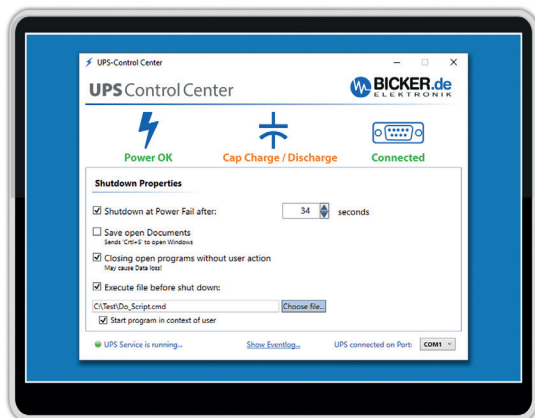 UPS-Control Center
UPS Control Center
BICKER.de
ELEKTRONIK
Power OK
Cap Charge / Discharge
Connected
Shutdown Properties
Shutdown at Power Fail after: 34 seconds
Save open Documents
Sends 'Crtl+S' to open Windows
Closing open programs without user action
May cause Data loss!
Execute file before shut down:
C:\Test\Do_Script.cmd Choose file...
Start program in context of user
UPS Service is running... Show Eventlog... UPS connected on Port: COM1